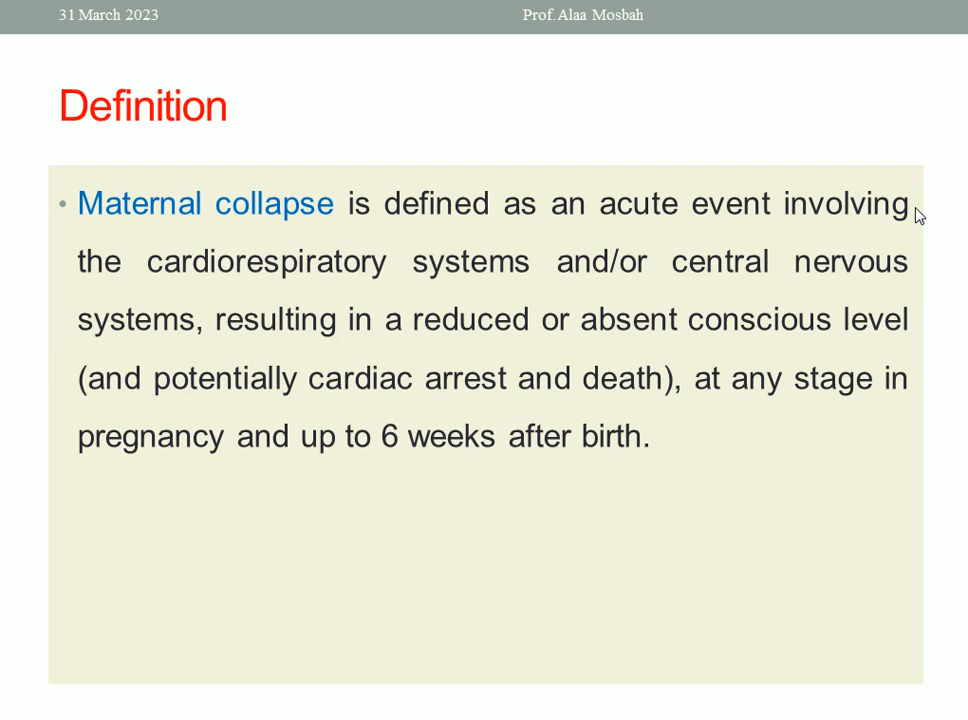 31 March 2023 Prof. Alaa Mosbah
Definition
• Maternal collapse is defined as an acute event involving
the cardiorespiratory systems and/or central nervous
systems, resulting in a reduced or absent conscious level
(and potentially cardiac arrest and death), at any stage in
pregnancy and up to 6 weeks after birth.